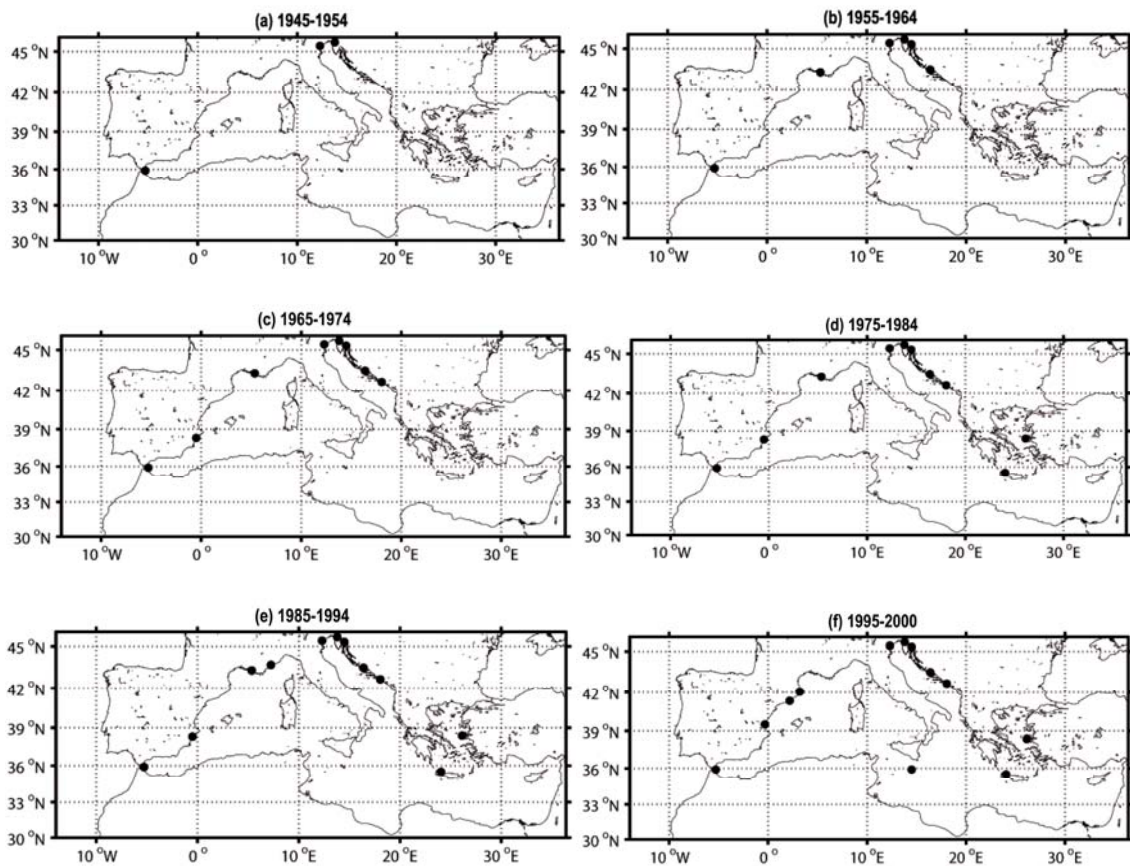 (a) 1945-1954
45 °N
42 °N
39 °N
36 °N
33 °N
30 °N
10 °W
0 °
10 °E
20 °E
30 °E
(b) 1955-1964
45 °N
42 °N
39 °N
36 °N
33 °N
30 °N
10 °W
0 °
10 °E
20 °E
30 °E
(c) 1965-1974
45 °N
42 °N
39 °N
36 °N
33 °N
30 °N
10 °W
0 °
10 °E
20 °E
30 °E
(d) 1975-1984
45 °N
42 °N
39 °N
36 °N
33 °N
30 °N
10 °W
0 °
10 °E
20 °E
30 °E
(e) 1985-1994
45 °N
42 °N
39 °N
36 °N
33 °N
30 °N
10 °W
0 °
10 °E
20 °E
30 °E
(f) 1995-2000
45 °N
42 °N
39 °N
36 °N
33 °N
30 °N
10 °W
0 °
10 °E
20 °E
30 °E